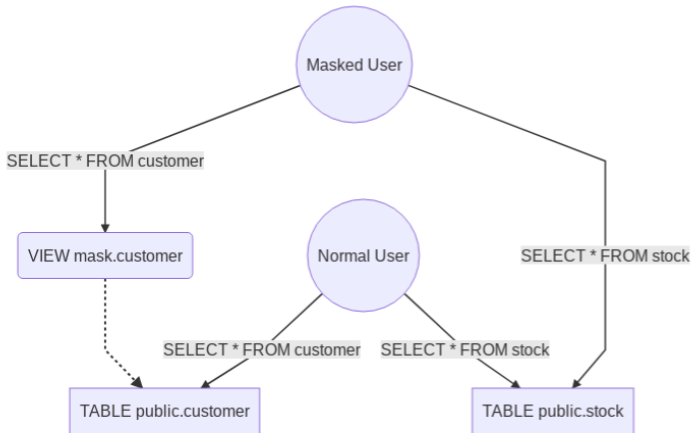 Masked User
SELECT * FROM customer
VIEW mask.customer
Normal User
SELECT * FROM stock
SELECT * FROM customer
SELECT * FROM stock
TABLE public.customer
TABLE public.stock